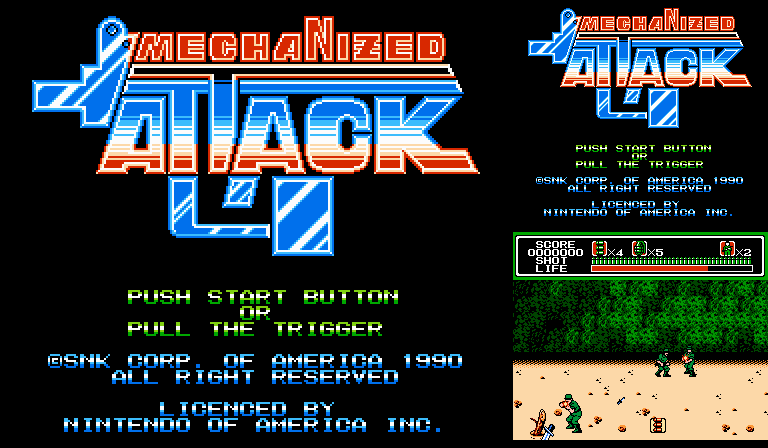 MECHANIZED
ATTACK
PUSH START BUTTON
OR
PULL THE TRIGGER
©SNK CORP. OF AMERICA 1990
ALL RIGHT RESERVED
LICENCED BY
NINTENDO OF AMERICA INC.
MECHANIZED
ATTACK
PUSH START BUTTON
OR
PULL THE TRIGGER
©SNK CORP. OF AMERICA 1990
ALL RIGHT RESERVED
LICENCED BY
NINTENDO OF AMERICA INC.
SCORE
0000000 ×4 ×5 ×2
SHOT
LIFE